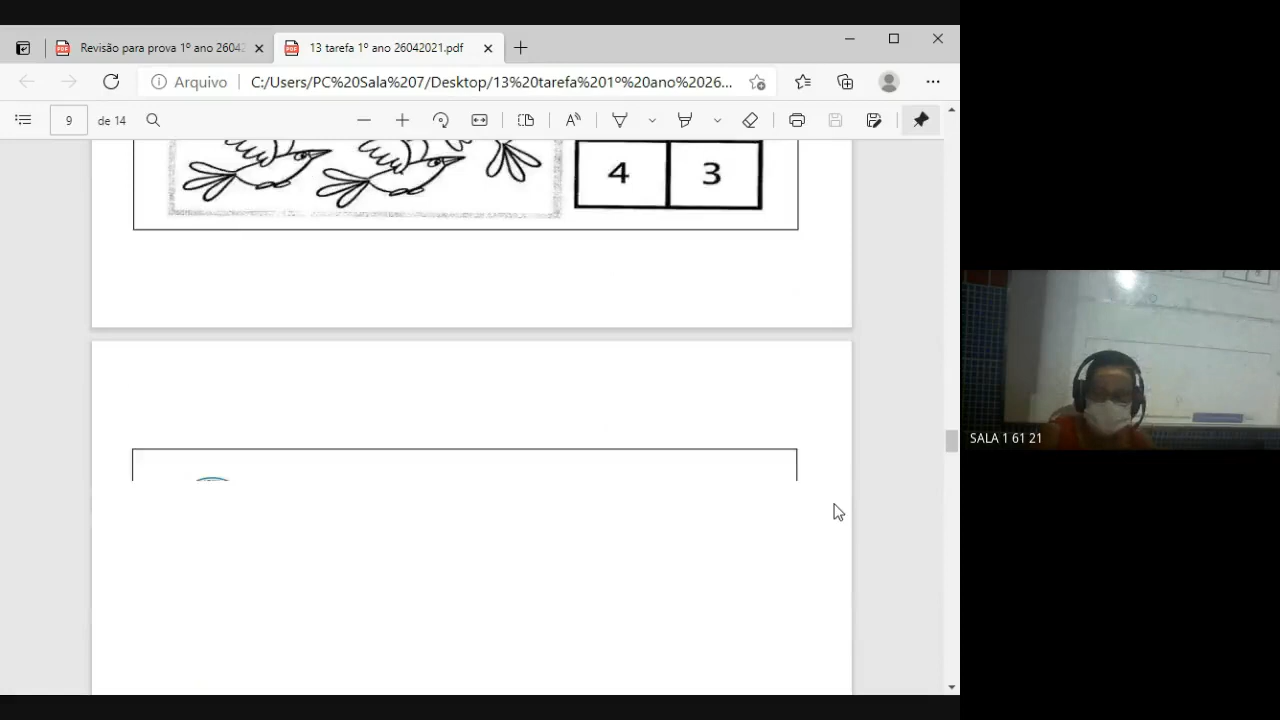 Revisão para prova 1º ano 26042
13 tarefa 1º ano 26042021.pdf
Arquivo
C:/Users/PC%20Sala%207/Desktop/13%20tarefa%201º%20ano%2026...
9 de 14
4 3
SALA 1 61 21